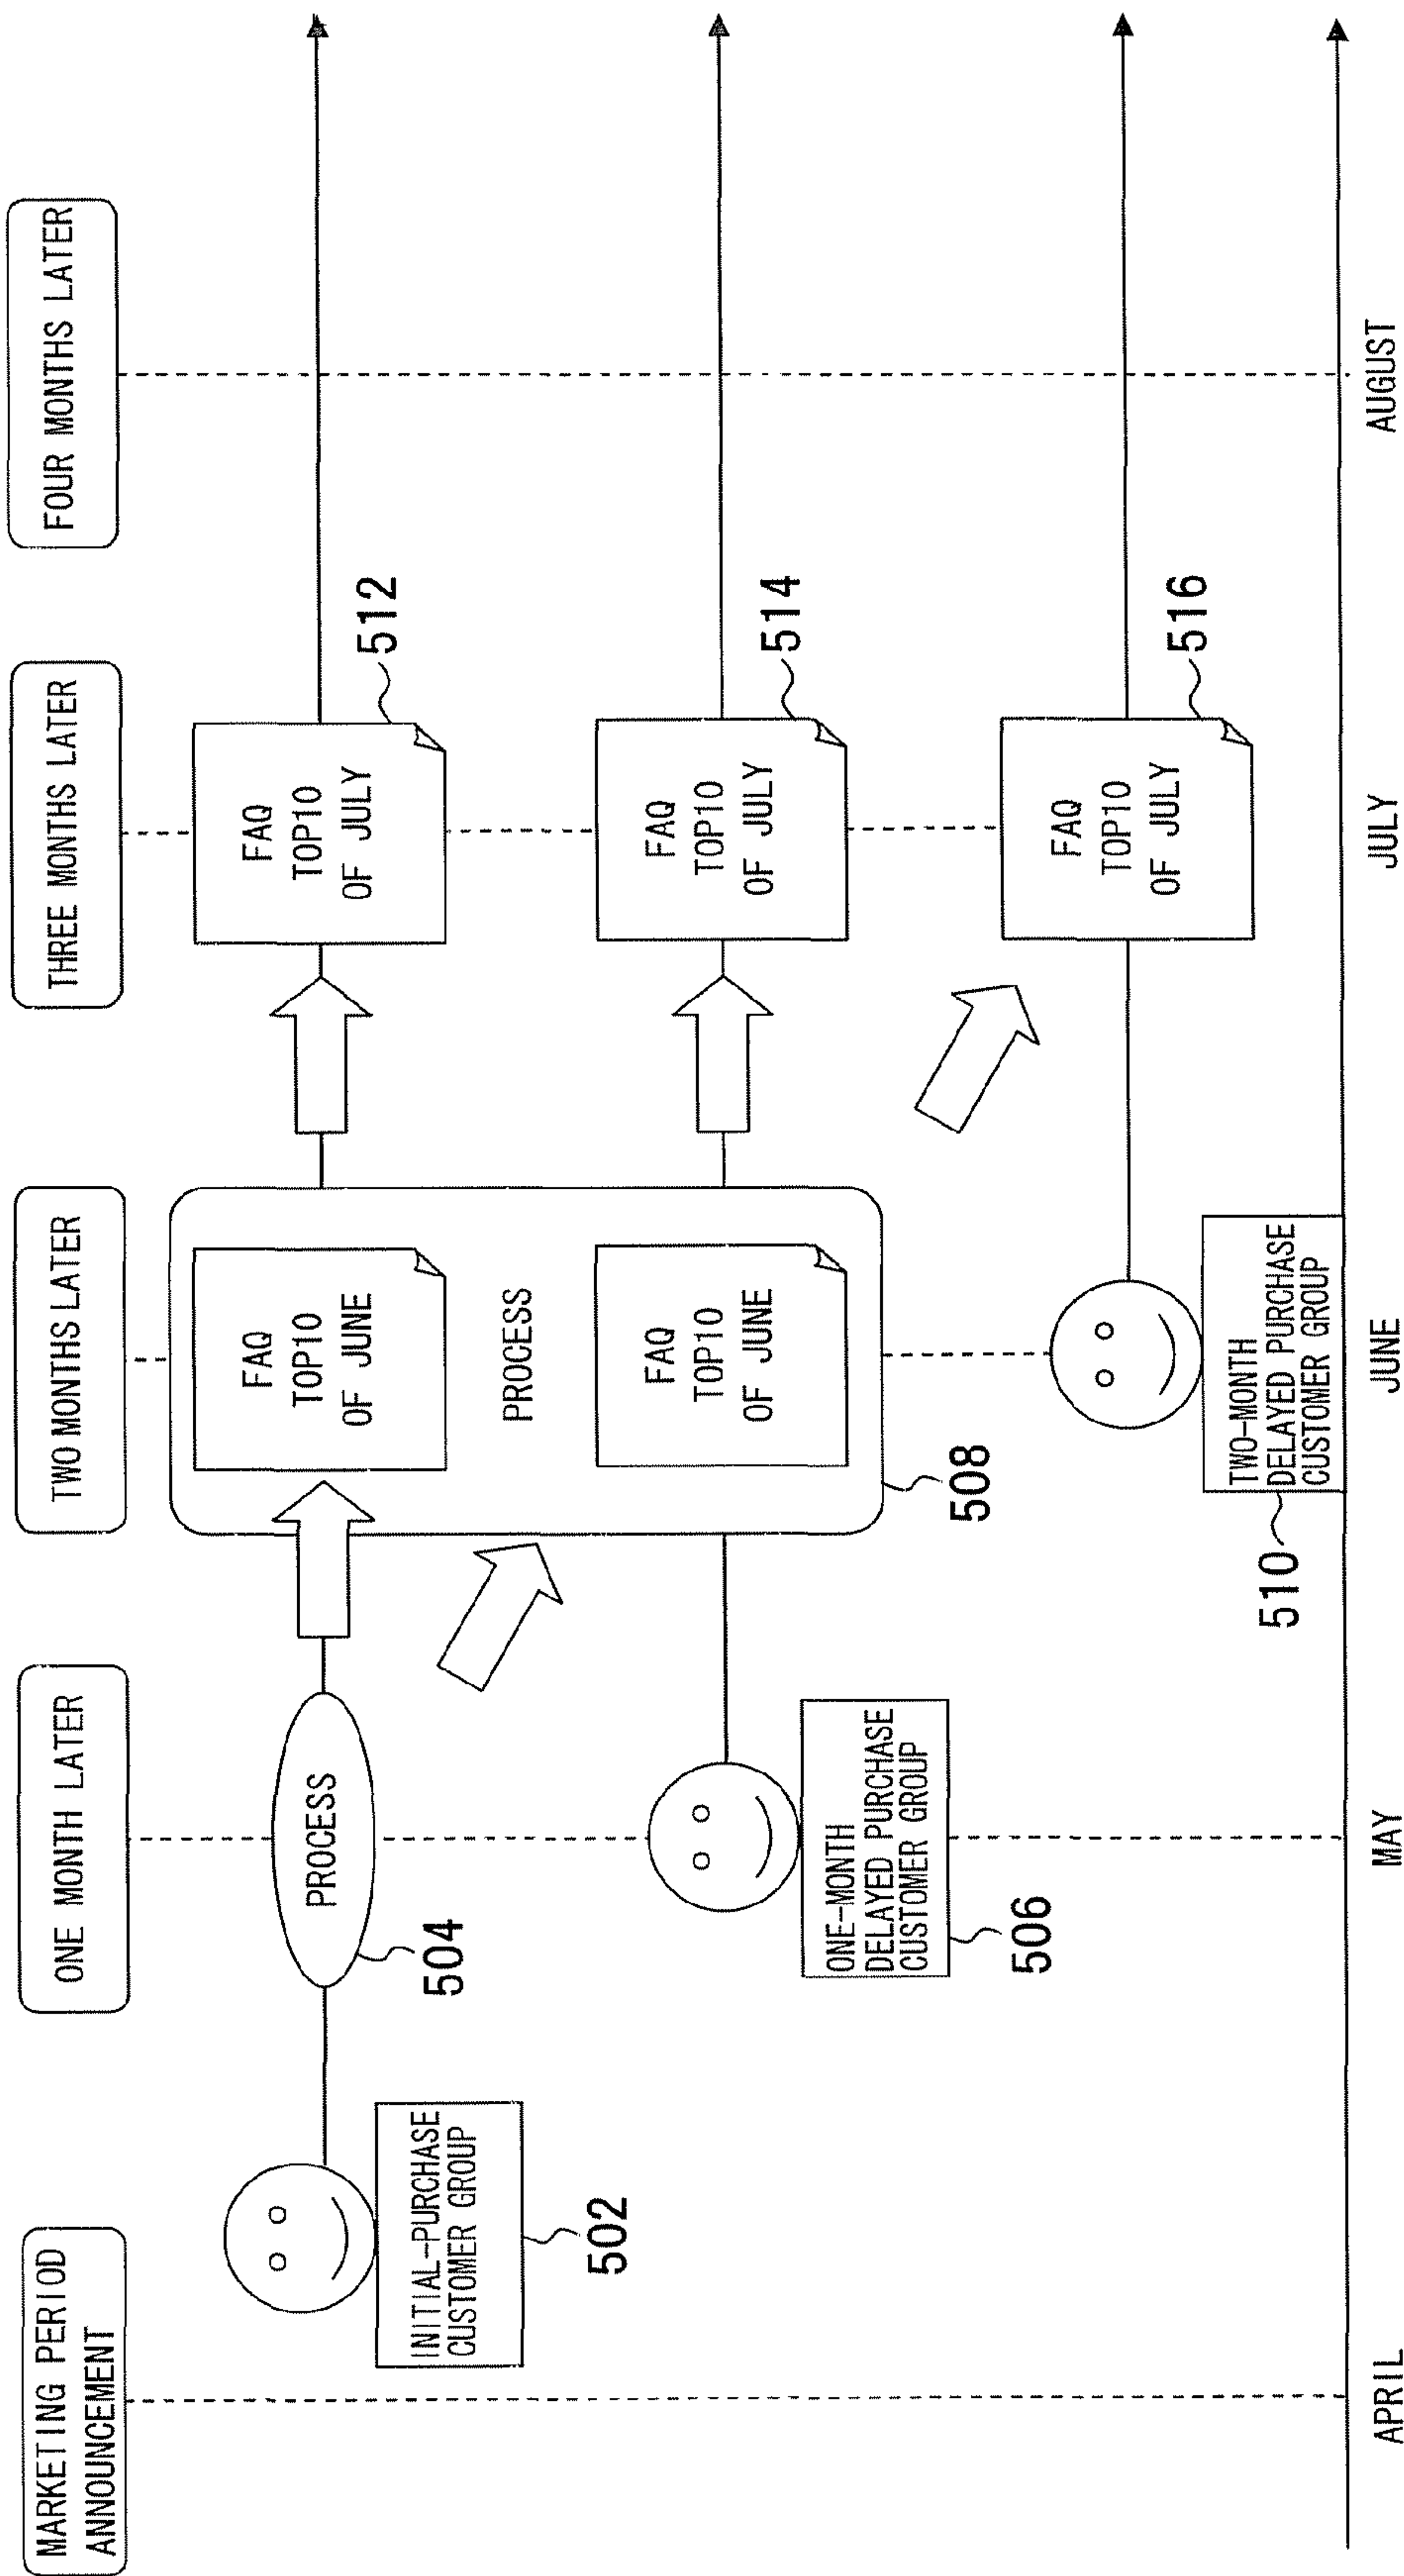 MARKETING PERIOD
ANNOUNCEMENT
ONE MONTH LATER
TWO MONTHS LATER
THREE MONTHS LATER
FOUR MONTHS LATER
INITIAL-PURCHASE
CUSTOMER GROUP
502
PROCESS
504
FAQ
TOP10
OF JUNE
PROCESS
FAQ
TOP10
OF JUNE
508
FAQ
TOP10
OF JULY
512
ONE-MONTH
DELAYED PURCHASE
CUSTOMER GROUP
506
FAQ
TOP10
OF JULY
514
TWO-MONTH
DELAYED PURCHASE
CUSTOMER GROUP
510
FAQ
TOP10
OF JULY
516
APRIL
MAY
JUNE
JULY
AUGUST